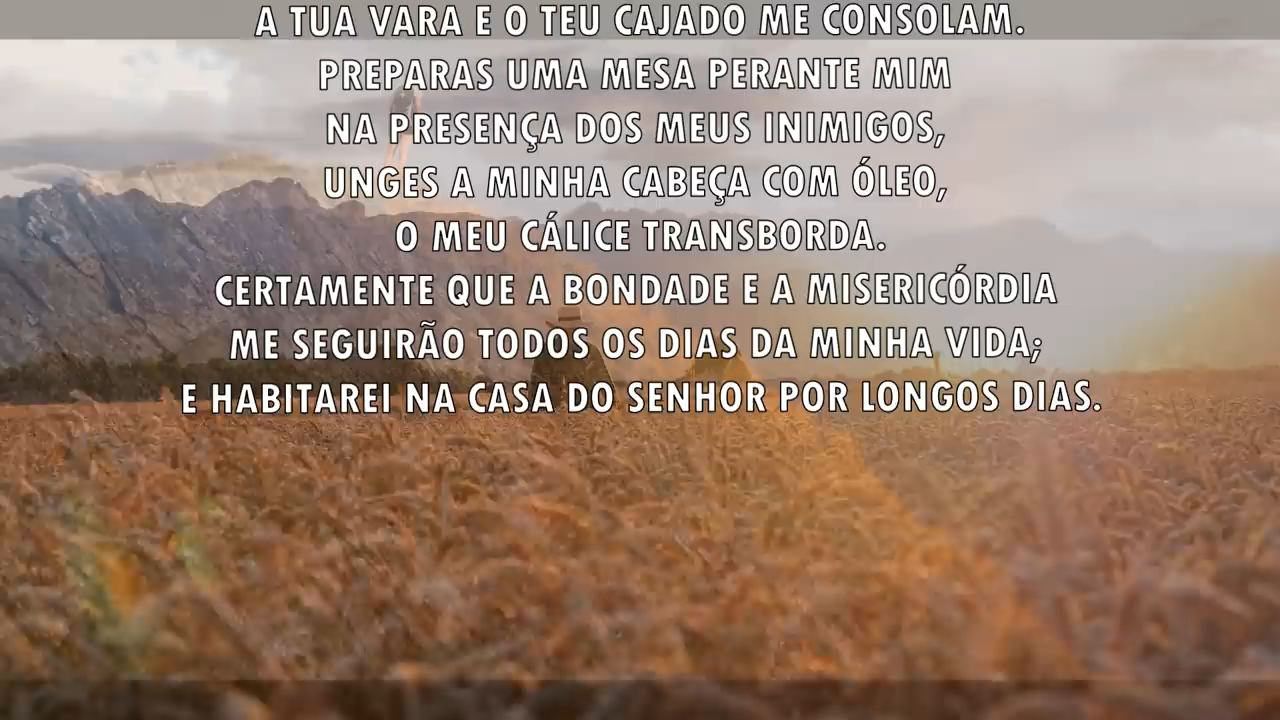 A TUA VARA E O TEU CAJADO ME CONSOLAM.
PREPARAS UMA MESA PERANTE MIM
NA PRESENÇA DOS MEUS INIMIGOS,
UNGES A MINHA CABEÇA COM ÓLEO,
O MEU CÁLICE TRANSBORDA.
CERTAMENTE QUE A BONDADE E A MISERICÓRDIA
ME SEGUIRÃO TODOS OS DIAS DA MINHA VIDA;
E HABITAREI NA CASA DO SENHOR POR LONGOS DIAS.